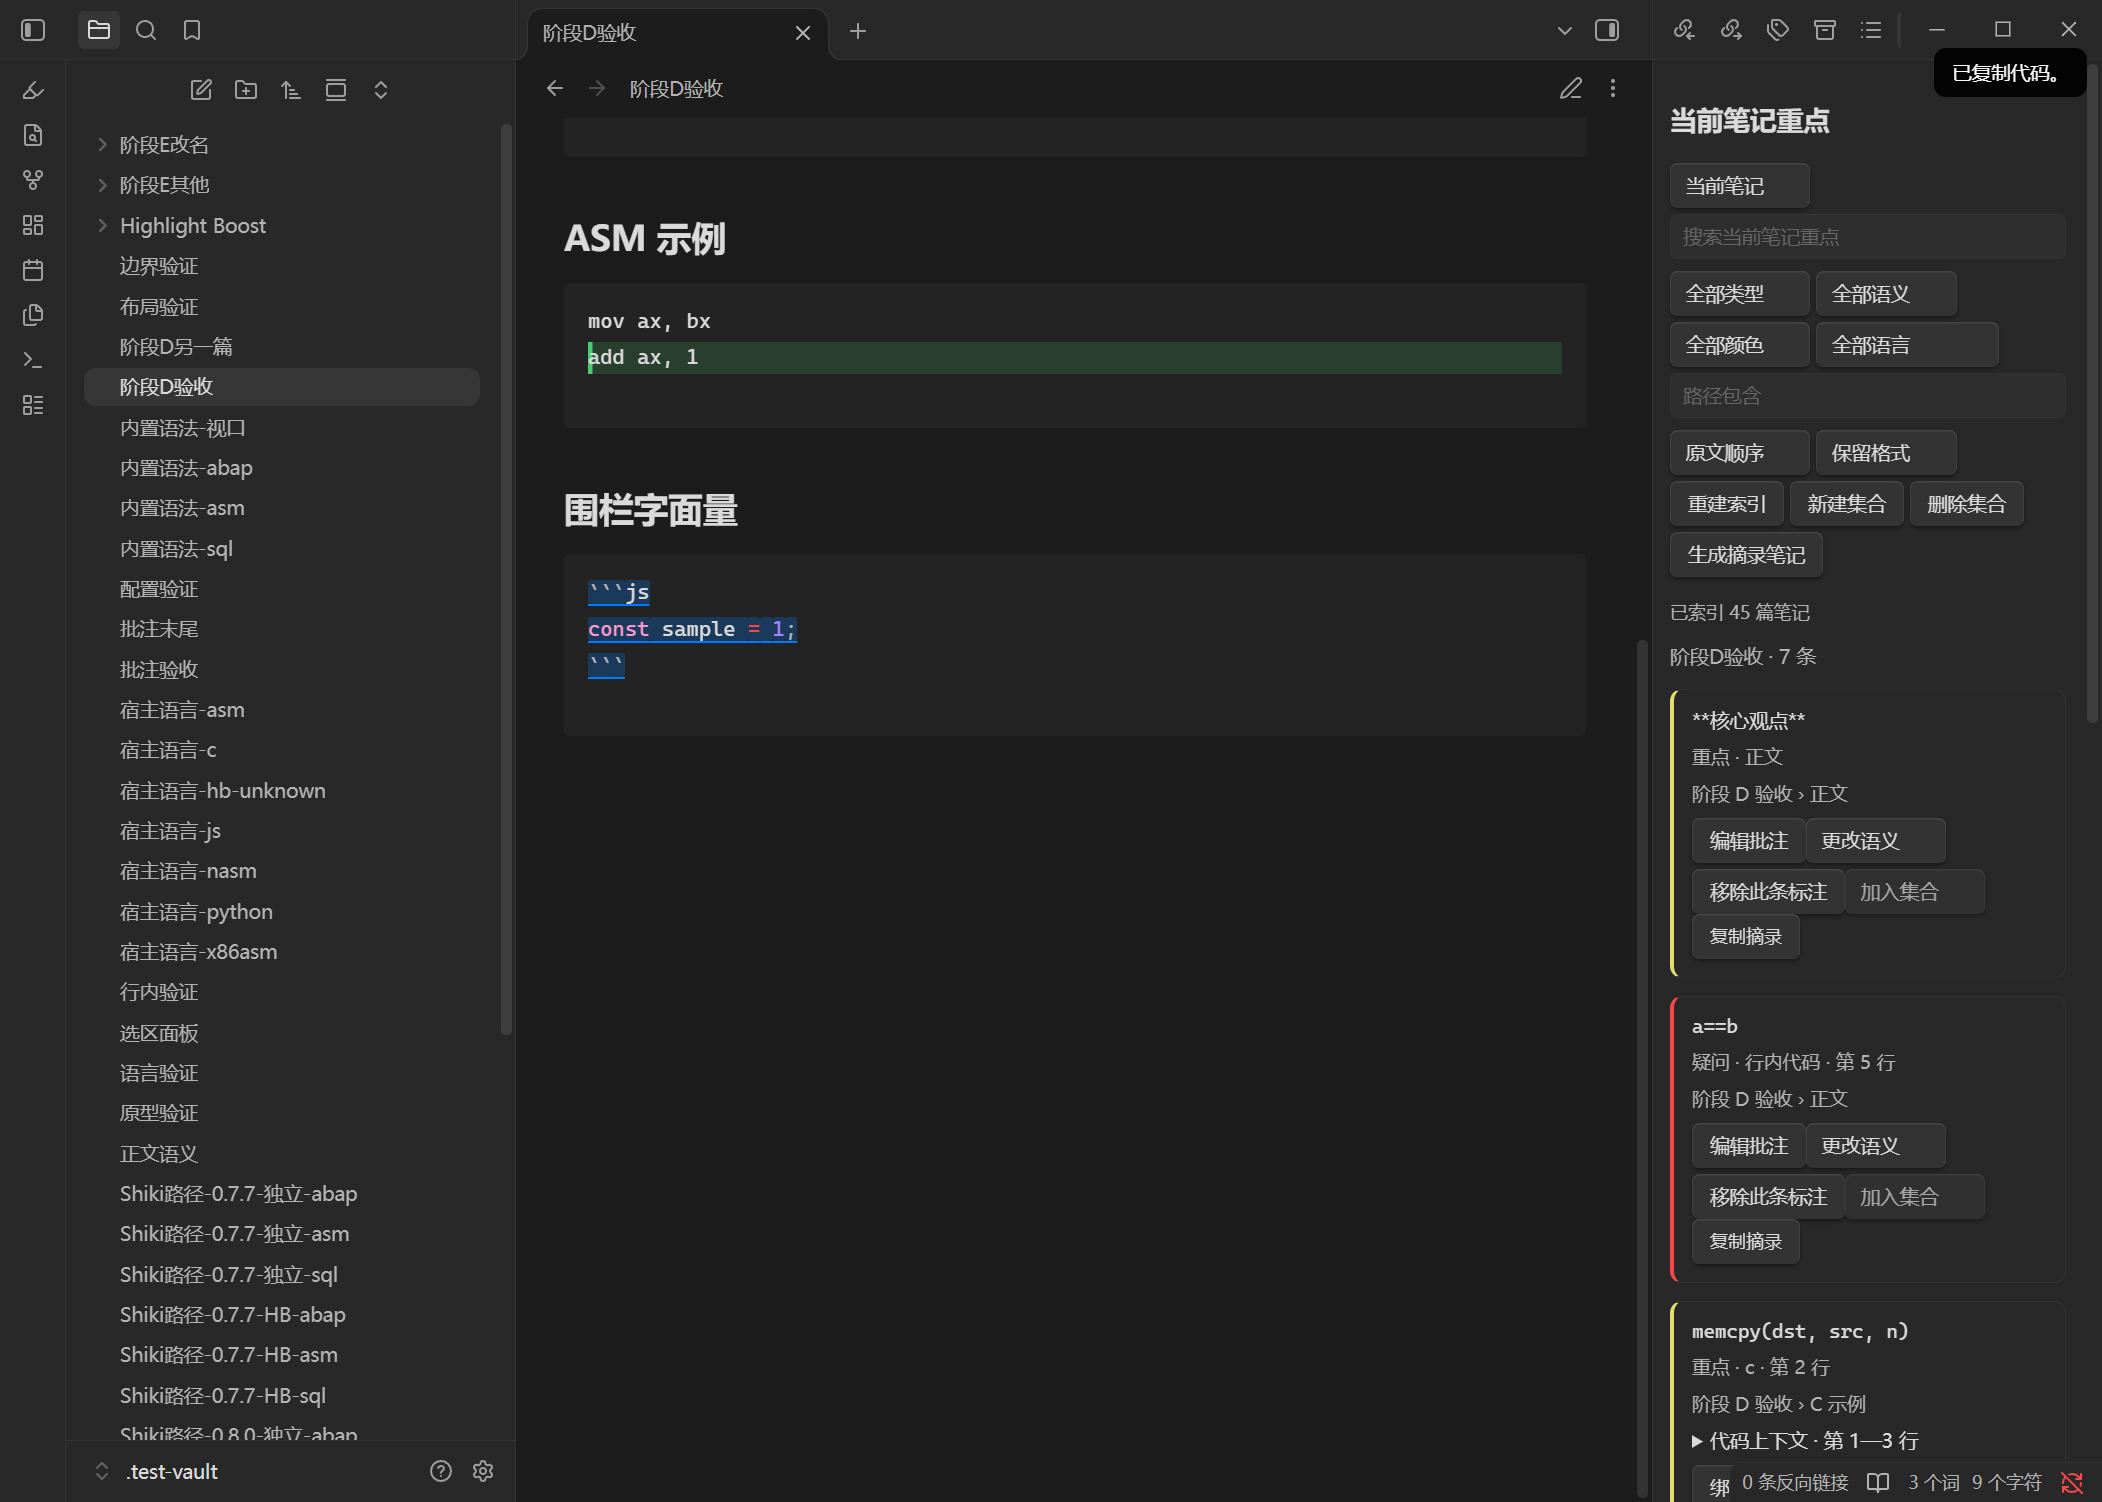 阶段D验收
已复制代码。
阶段D验收
阶段E改名
阶段E其他
Highlight Boost
边界验证
布局验证
阶段D另一篇
阶段D验收
内置语法-视口
内置语法-abap
内置语法-asm
内置语法-sql
配置验证
批注末尾
批注验收
宿主语言-asm
宿主语言-c
宿主语言-hb-unknown
宿主语言-js
宿主语言-nasm
宿主语言-python
宿主语言-x86asm
行内验证
选区面板
语言验证
原型验证
正文语义
Shiki路径-0.7.7-独立-abap
Shiki路径-0.7.7-独立-asm
Shiki路径-0.7.7-独立-sql
Shiki路径-0.7.7-HB-abap
Shiki路径-0.7.7-HB-asm
Shiki路径-0.7.7-HB-sql
Shiki路径-0.8.0-独立-abap
.test-vault
ASM 示例
mov ax, bx
add ax, 1
围栏字面量
```js
const sample = 1;
```
当前笔记重点
当前笔记
搜索当前笔记重点
全部类型 全部语义
全部颜色 全部语言
路径包含
原文顺序 保留格式
重建索引 新建集合 删除集合
生成摘录笔记
已索引 45 篇笔记
阶段D验收 · 7 条
**核心观点**
重点 · 正文
阶段 D 验收 › 正文
编辑批注 更改语义
移除此条标注 加入集合
复制摘录
a==b
疑问 · 行内代码 · 第 5 行
阶段 D 验收 › 正文
编辑批注 更改语义
移除此条标注 加入集合
复制摘录
memcpy(dst, src, n)
重点 · c · 第 2 行
阶段 D 验收 › C 示例
▶ 代码上下文 · 第 1—3 行
0 条反向链接 3 个词 9 个字符